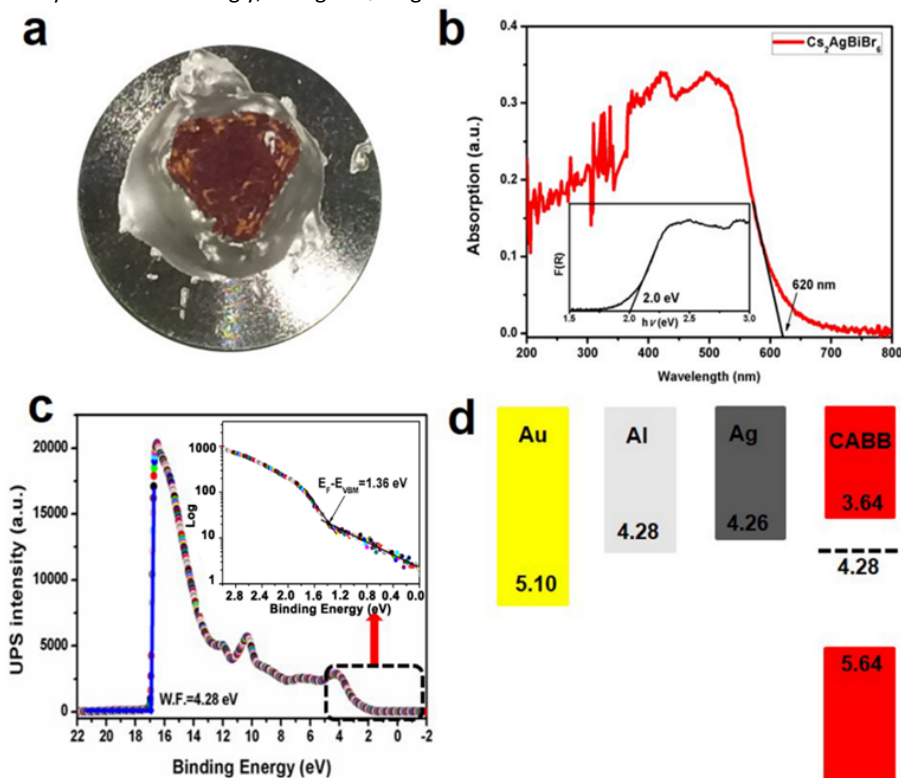 a
b
Cs₂AgBiBr₆
Absorption (a.u.)
0.4
0.3
0.2
0.1
0.0
F(R)
2.0 eV
1.5 2.0 2.5 3.0
hν (eV)
620 nm
200 300 400 500 600 700 800
Wavelength (nm)
c
UPS intensity (a.u.)
20000
15000
10000
5000
0
Log
1000
100
10
1
E_F-E_VBM=1.36 eV
2.8 2.4 2.0 1.6 1.2 0.8 0.4 0.0
Binding Energy (eV)
W.F.=4.28 eV
22 20 18 16 14 12 10 8 6 4 2 0 -2
Binding Energy (eV)
d
Au
5.10
Al
4.28
Ag
4.26
CABB
3.64
4.28
5.64